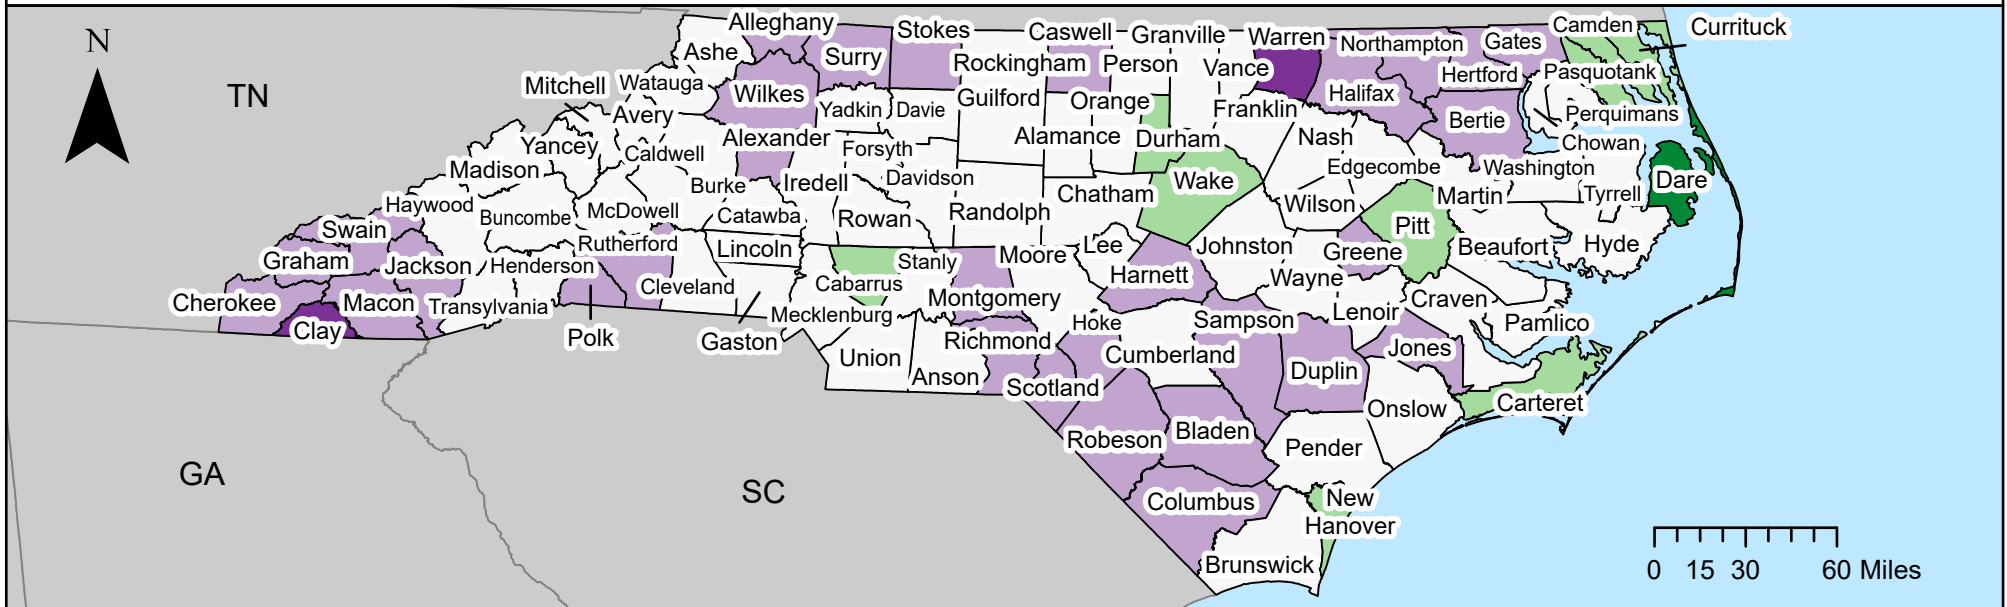 N
TN
GA
SC
Alleghany
Ashe
Surry
Stokes
Caswell
Rockingham
Person
Granville
Vance
Warren
Northampton
Gates
Camden
Currituck
Hertford
Pasquotank
Mitchell
Watauga
Wilkes
Yadkin
Davie
Guilford
Orange
Franklin
Halifax
Bertie
Perquimans
Avery
Alexander
Forsyth
Alamance
Durham
Nash
Chowan
Yancey
Caldwell
Davidson
Edgecombe
Washington
Madison
Burke
Iredell
Chatham
Wake
Wilson
Martin
Tyrrell
Dare
Haywood
Buncombe
McDowell
Catawba
Rowan
Randolph
Pitt
Swain
Rutherford
Lincoln
Stanly
Moore
Lee
Johnston
Greene
Beaufort
Hyde
Graham
Jackson
Henderson
Cleveland
Cabarrus
Harnett
Wayne
Cherokee
Macon
Transylvania
Montgomery
Mecklenburg
Lenoir
Craven
Clay
Polk
Gaston
Hoke
Sampson
Pamlico
Union
Richmond
Cumberland
Jones
Anson
Scotland
Duplin
Onslow
Carteret
Robeson
Bladen
Pender
Columbus
New
Hanover
Brunswick
0 15 30 60 Miles